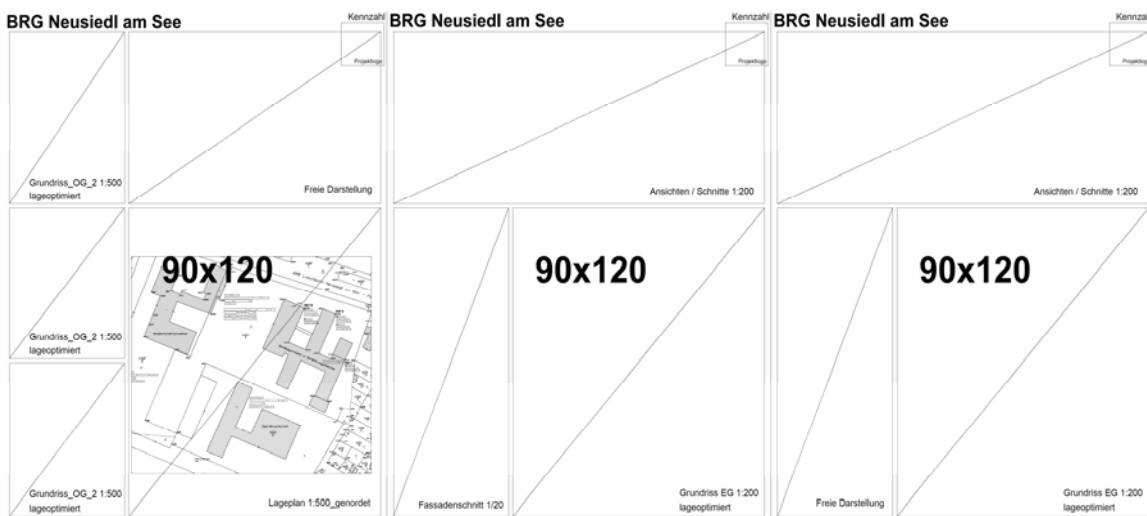 BRG Neusiedl am See
Kennzahl
Projektlogo
Grundriss_OG_2 1:500
lageoptimiert
Freie Darstellung
Grundriss_OG_2 1:500
lageoptimiert
Grundriss_OG_2 1:500
lageoptimiert
90x120
Lageplan 1:500_genordet
BRG Neusiedl am See
Kennzahl
Projektlogo
Ansichten / Schnitte 1:200
90x120
Fassadenschnitt 1/20
Grundriss EG 1:200
lageoptimiert
BRG Neusiedl am See
Kennzahl
Ansichten / Schnitte 1:200
90x120
Freie Darstellung
Grundriss EG 1:200
lageoptimiert